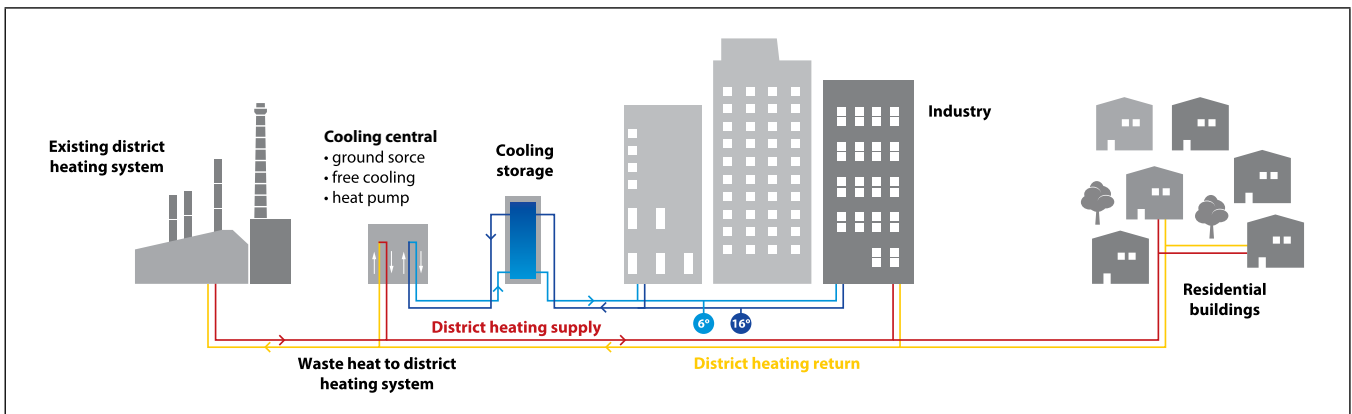 Existing district
heating system
Cooling central
• ground sorce
• free cooling
• heat pump
Cooling
storage
Industry
Residential
buildings
6°
16°
District heating supply
Waste heat to district
heating system
District heating return